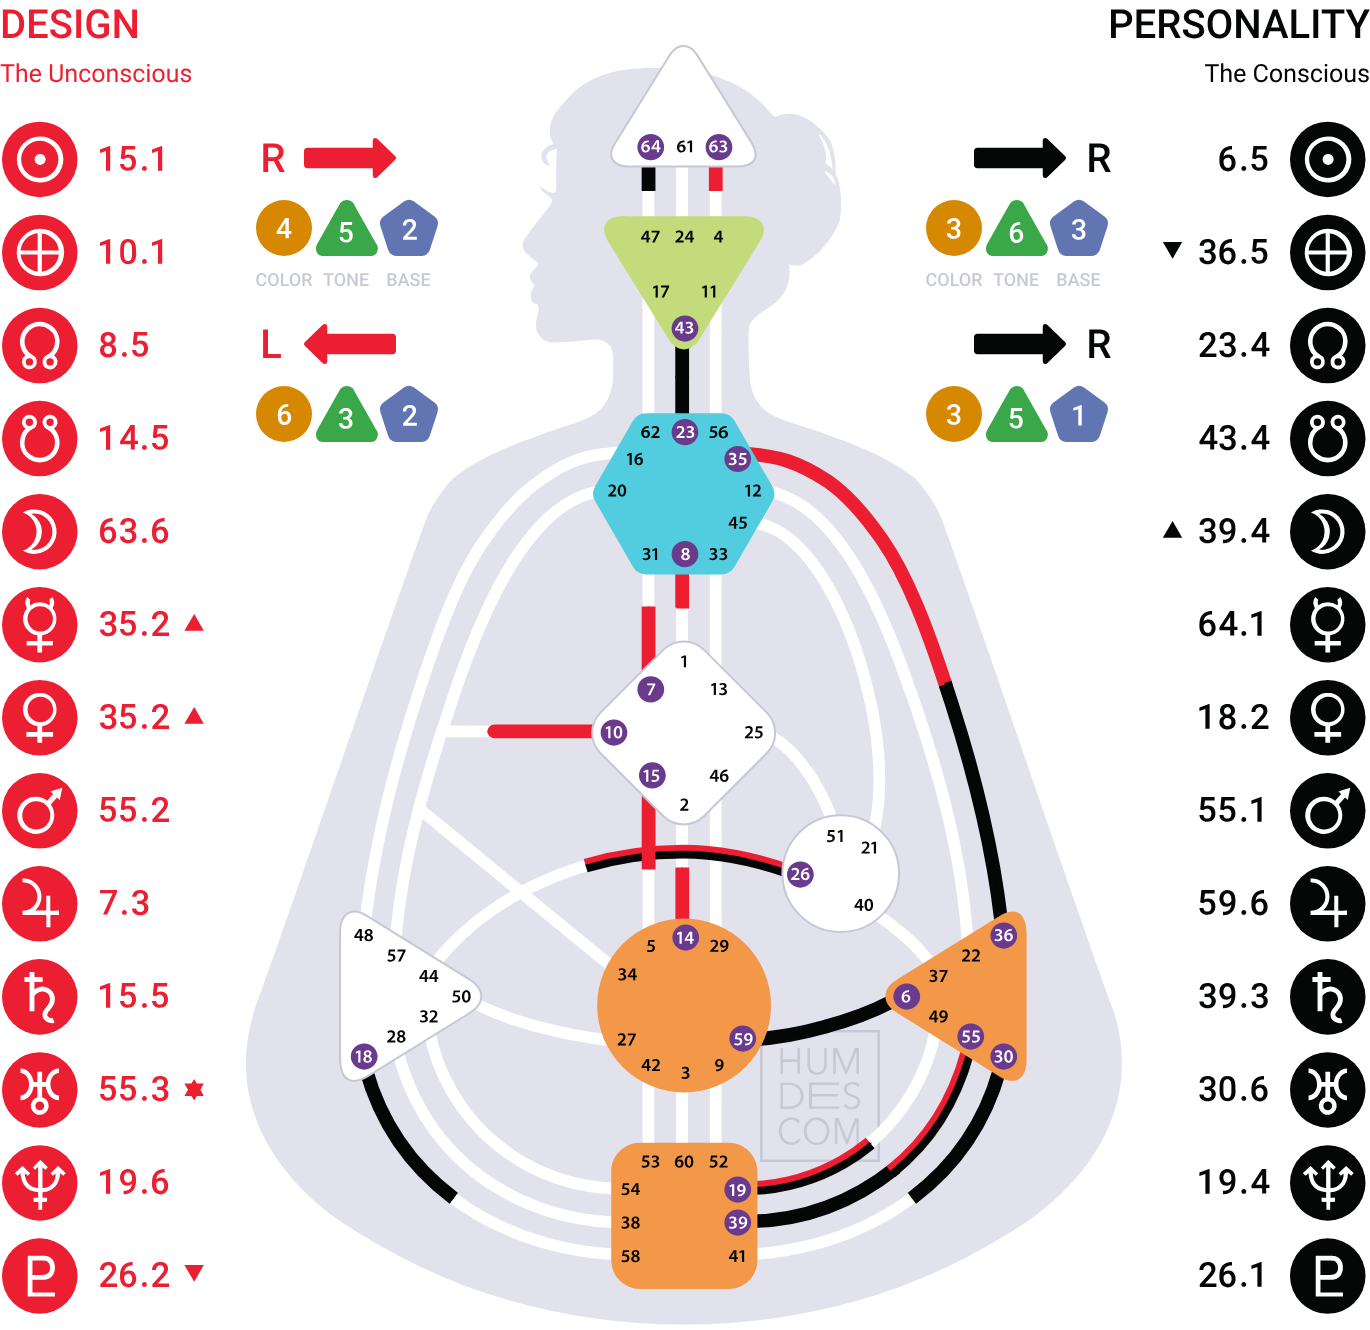 DESIGN
The Unconscious
PERSONALITY
The Conscious
15.1
10.1
8.5
14.5
63.6
35.2
35.2
55.2
7.3
15.5
55.3
19.6
26.2
R
4 5 2
COLOR TONE BASE
L
6 3 2
R
3 6 3
COLOR TONE BASE
R
3 5 1
6.5
36.5
23.4
43.4
39.4
64.1
18.2
55.1
59.6
39.3
30.6
19.4
26.1
64 61 63
47 24 4
17 11
43
62 23 56
16 35
20 12
45
31 8 33
1
7 13
10 25
15 46
2
51
21
26
40
48
57
44
50
32
28
18
5 14 29
34
27 59
42 3 9
36
22
37
6
49
55
30
53 60 52
54 19
38 39
58 41
HUM
DES
COM